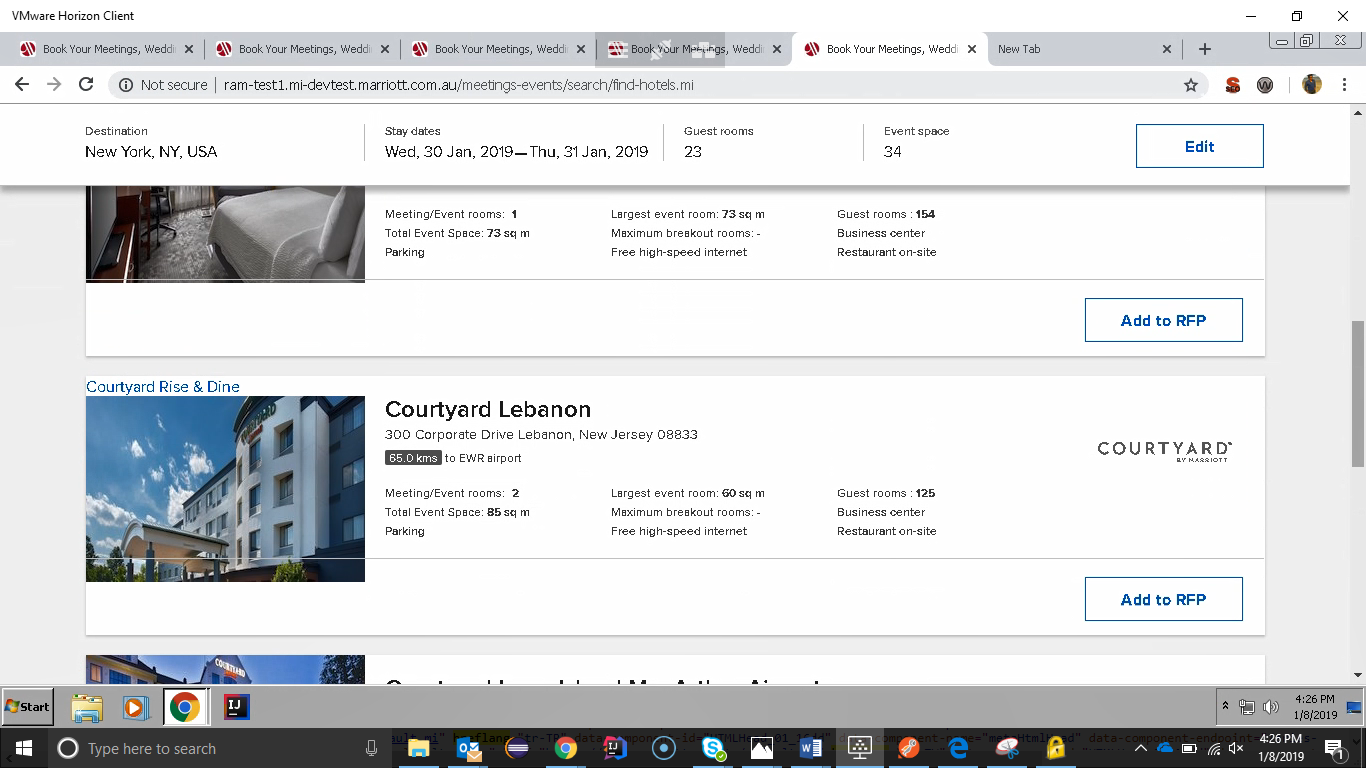 VMware Horizon Client
Book Your Meetings, Weddi
Book Your Meetings, Weddi
Book Your Meetings, Weddi
Book Your Meetings, Weddi
Book Your Meetings, Weddi
New Tab
Not secure | ram-test1.mi-devtest.marriott.com.au/meetings-events/search/find-hotels.mi
Destination
New York, NY, USA
Stay dates
Wed, 30 Jan, 2019—Thu, 31 Jan, 2019
Guest rooms
23
Event space
34
Edit
Meeting/Event rooms: 1
Largest event room: 73 sq m
Guest rooms : 154
Total Event Space: 73 sq m
Maximum breakout rooms: -
Business center
Parking
Free high-speed internet
Restaurant on-site
Add to RFP
Courtyard Rise & Dine
COURTYARD
Courtyard Lebanon
300 Corporate Drive Lebanon, New Jersey 08833
65.0 kms to EWR airport
COURTYARD
BY MARRIOTT
Meeting/Event rooms: 2
Largest event room: 60 sq m
Guest rooms : 125
Total Event Space: 85 sq m
Maximum breakout rooms: -
Business center
Parking
Free high-speed internet
Restaurant on-site
Add to RFP
COURTYARD
Start
4:26 PM
1/8/2019
Type here to search
4:26 PM
1/8/2019